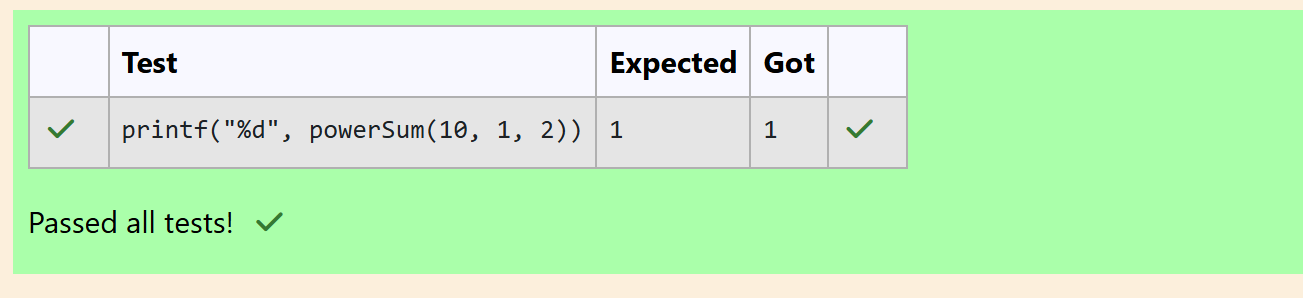 Test Expected Got
printf("%d", powerSum(10, 1, 2)) 1 1
Passed all tests!